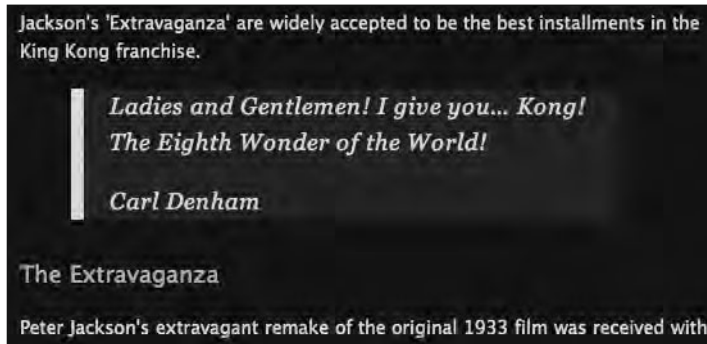 Jackson's 'Extravaganza' are widely accepted to be the best installments in the
King Kong franchise.
Ladies and Gentlemen! I give you... Kong!
The Eighth Wonder of the World!
Carl Denham
The Extravaganza
Peter Jackson's extravagant remake of the original 1933 film was received with